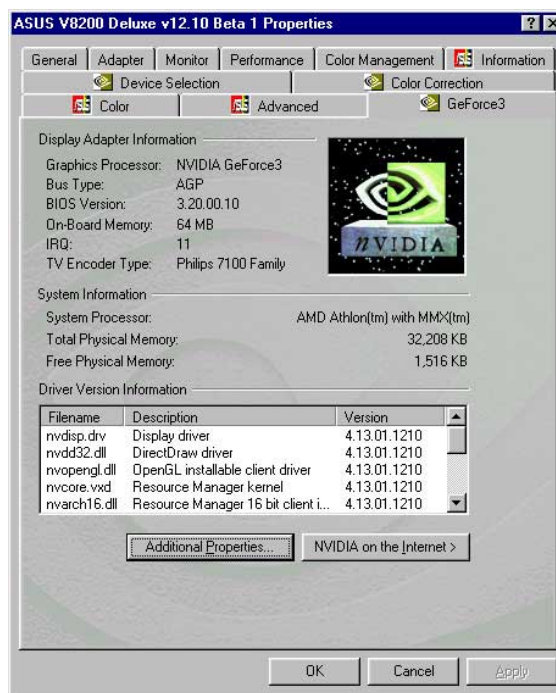 ASUS V8200 Deluxe v12.10 Beta 1 Properties
General Adapter Monitor Performance Color Management Information
Device Selection Color Correction
Color Advanced GeForce3
Display Adapter Information
Graphics Processor: NVIDIA GeForce3
Bus Type: AGP
BIOS Version: 3.20.00.10
On-Board Memory: 64 MB
IRQ: 11
TV Encoder Type: Philips 7100 Family
nVIDIA
System Information
System Processor: AMD Athlon(tm) with MMX(tm)
Total Physical Memory: 32,208 KB
Free Physical Memory: 1,516 KB
Driver Version Information
Filename Description Version
nvdisp.drv Display driver 4.13.01.1210
nvdd32.dll DirectDraw driver 4.13.01.1210
nvopengl.dll OpenGL installable client driver 4.13.01.1210
nvcore.vxd Resource Manager kernel 4.13.01.1210
nvarch16.dll Resource Manager 16 bit client i... 4.13.01.1210
Additional Properties... NVIDIA on the Internet >
OK Cancel Apply